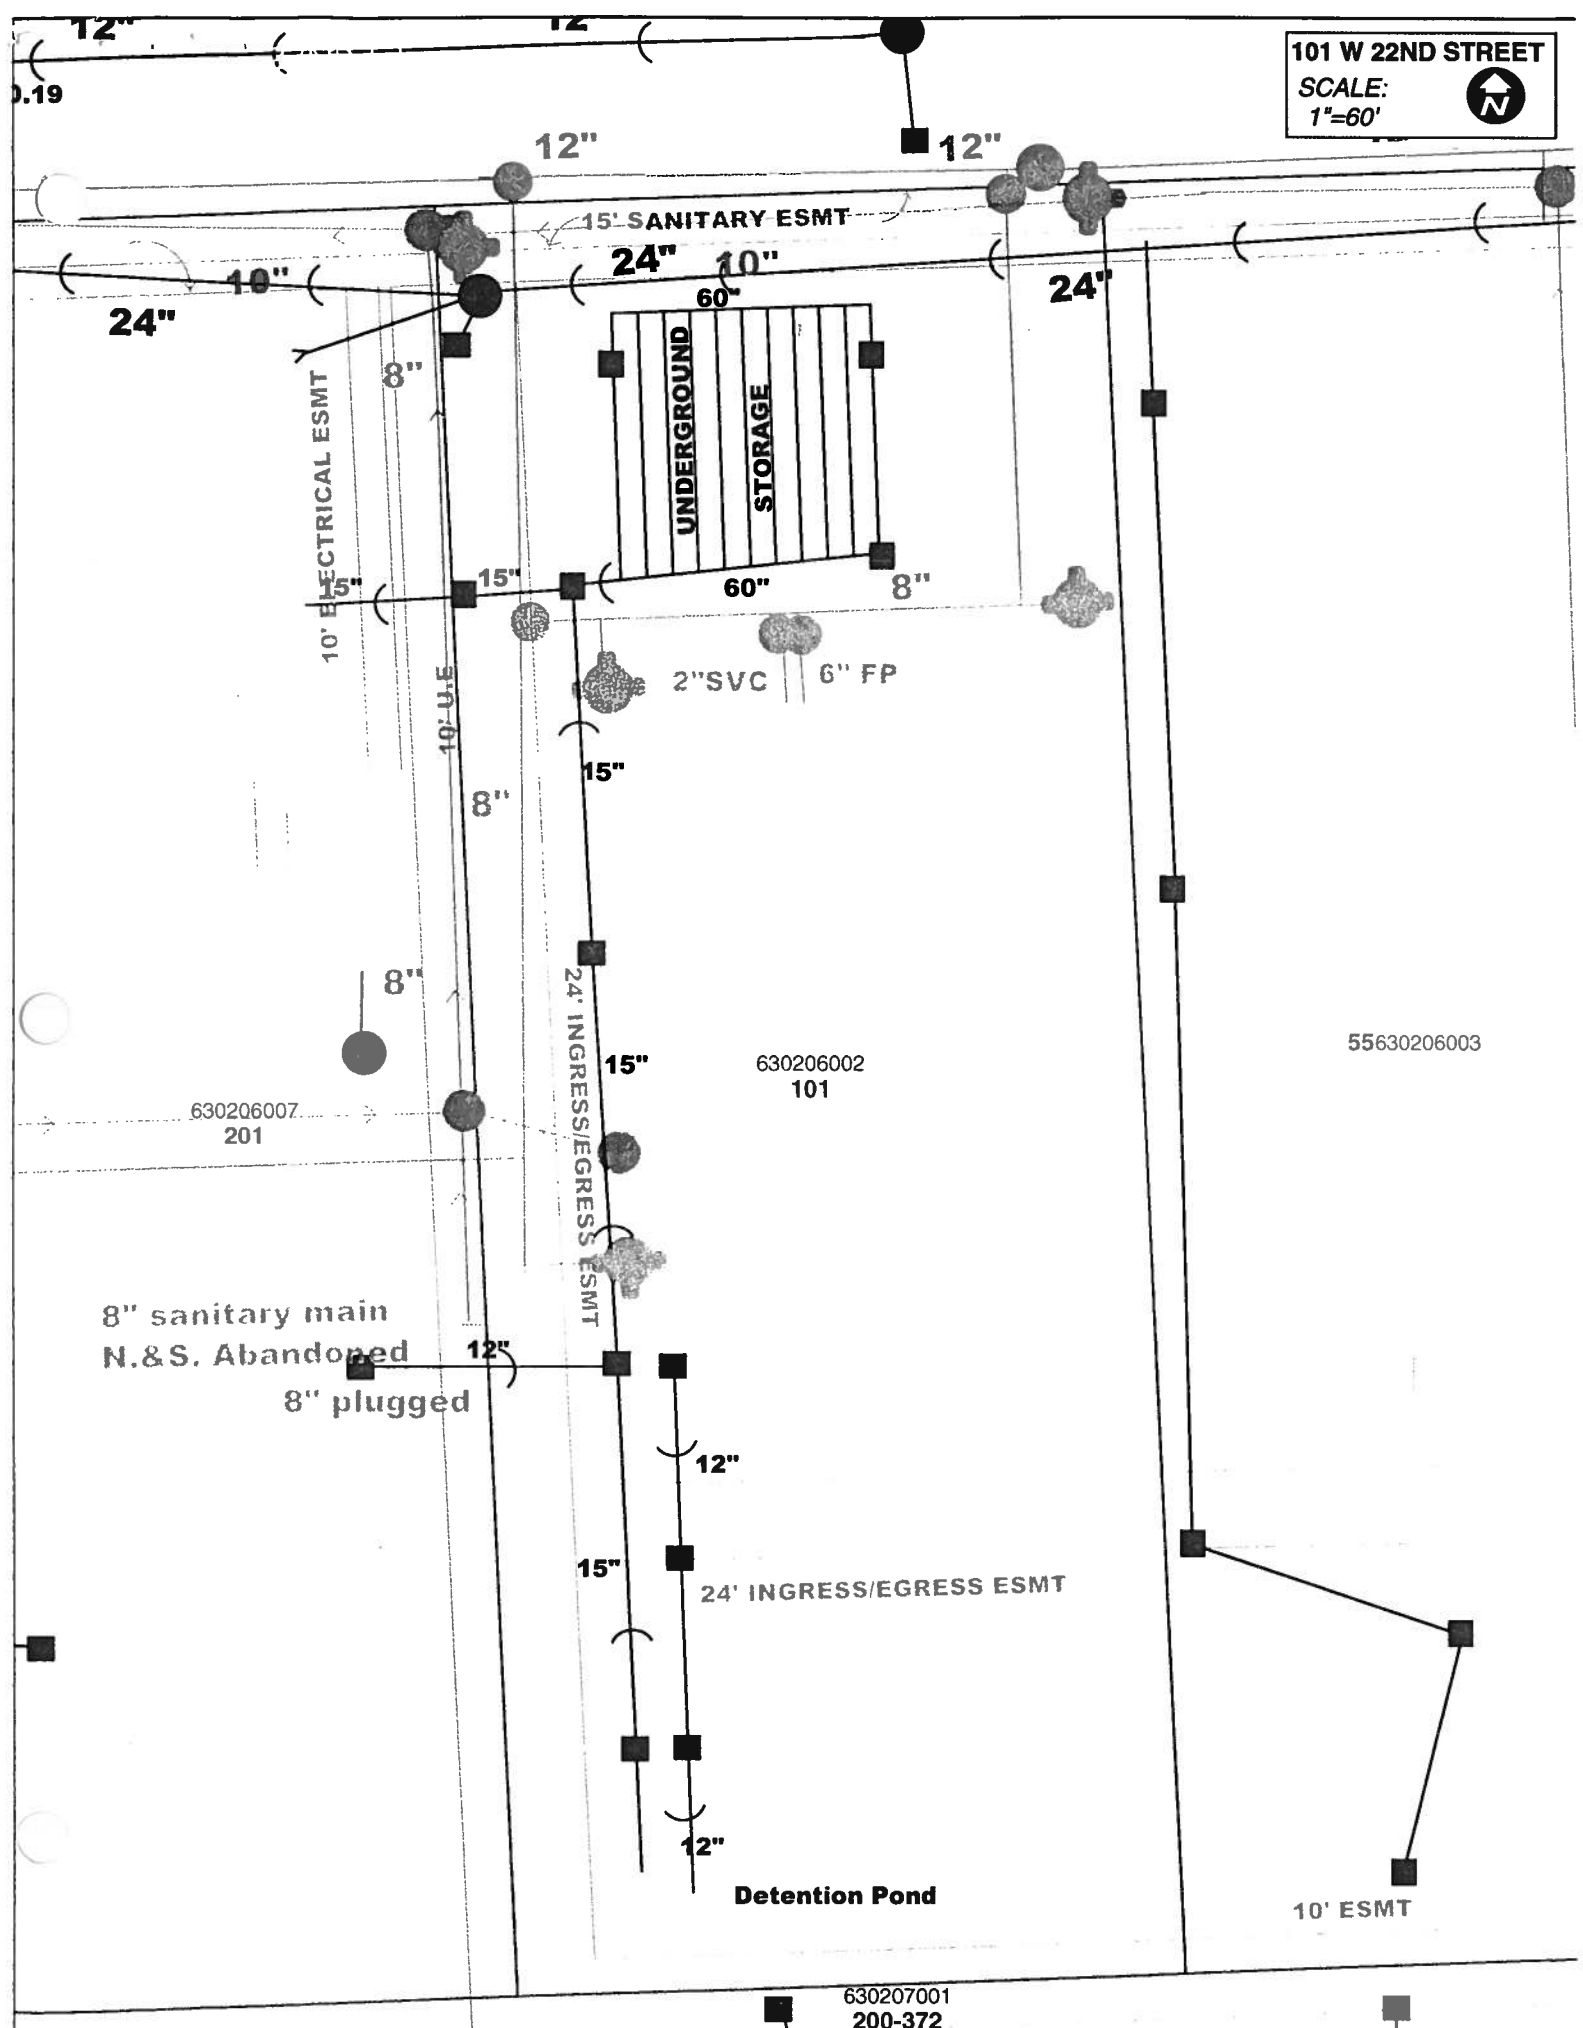 12"
12"
101 W 22ND STREET
SCALE:
1"=60'
N
0.19
12"
12"
15' SANITARY ESMT
24"
10"
10"
24"
60"
24"
8"
UNDERGROUND
STORAGE
10' ELECTRICAL ESMT
15"
15"
60"
8"
2"SVC
6" FP
10' U.E
15"
8"
8"
24' INGRESS/EGRESS ESMT
15"
630206002
101
55630206003
630206007
201
8" sanitary main
N.&S. Abandoned
8" plugged
12"
12"
15"
24' INGRESS/EGRESS ESMT
12"
Detention Pond
10' ESMT
630207001
200-372